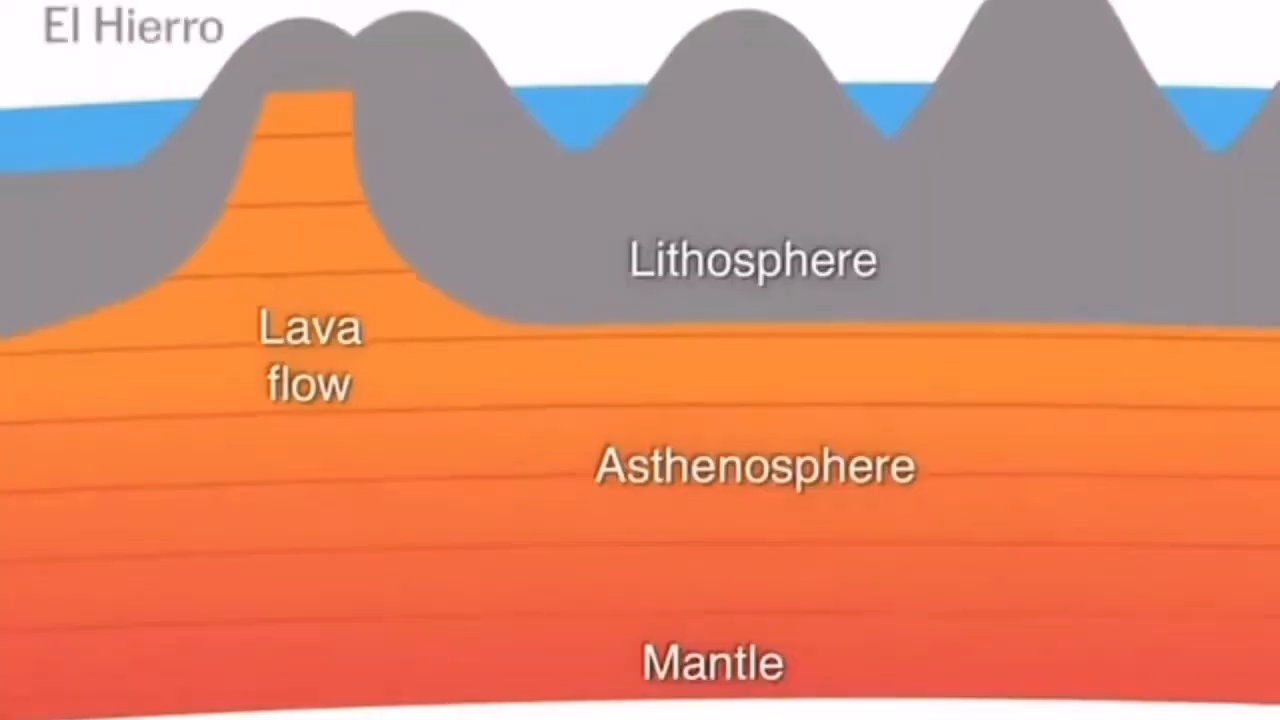 El Hierro
Lithosphere
Lava
flow
Asthenosphere
Mantle